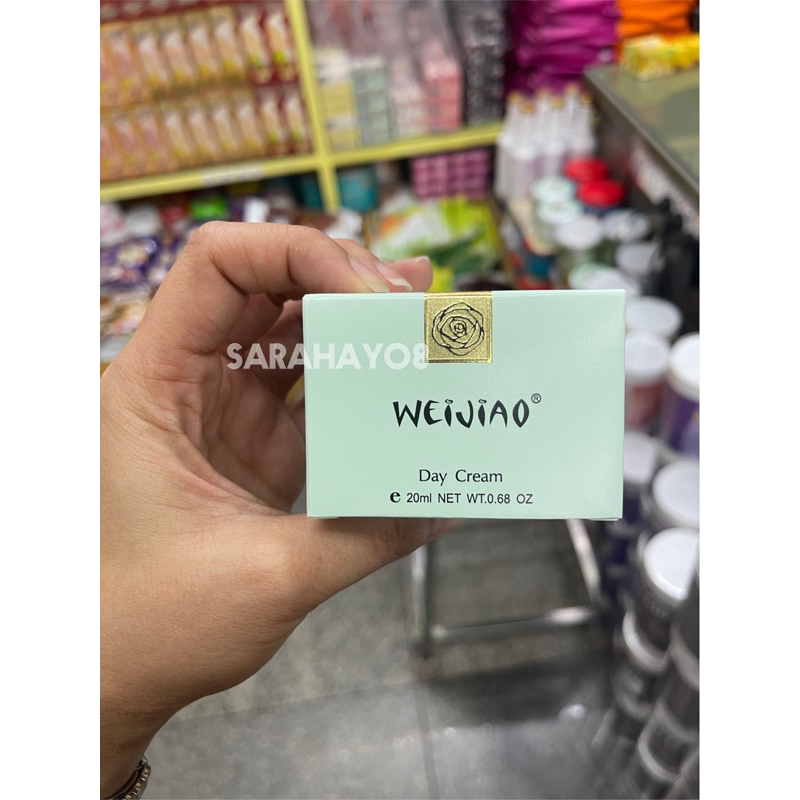 SARAHAYO8
WEiJiAO®
Day Cream
e 20ml NET WT.0.68 OZ